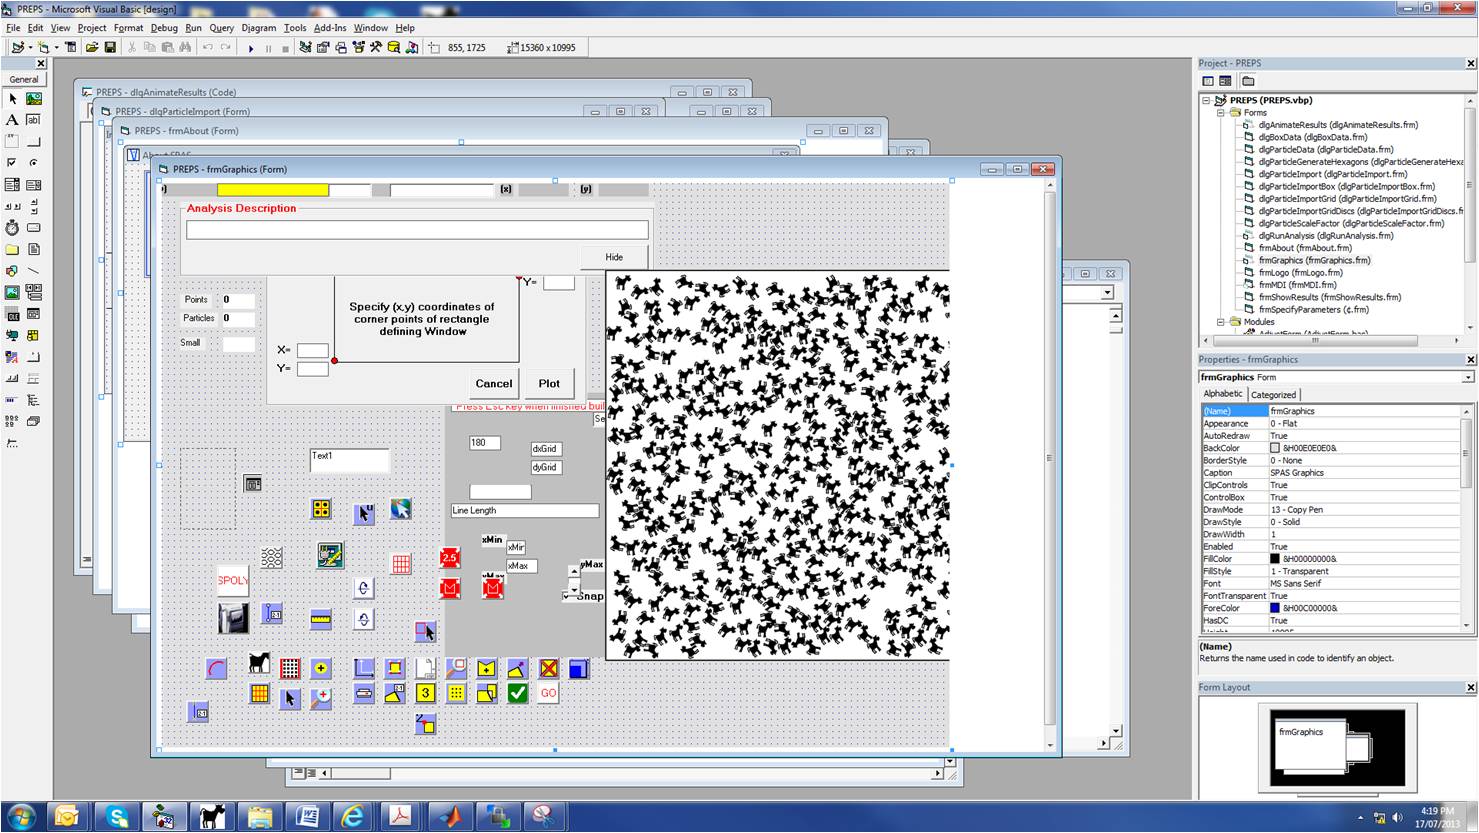 PREPS - Microsoft Visual Basic [design]
File Edit View Project Format Debug Run Query Diagram Tools Add-Ins Window Help
855, 1725 15360 x 10995
General
PREPS - dlgAnimateResults (Code)
PREPS - dlgParticleImport (Form)
PREPS - frmAbout (Form)
About SPAS
PREPS - frmGraphics (Form)
(x) (y)
Analysis Description
Hide
Points 0
Particles 0
Small
Y=
Specify (x,y) coordinates of
corner points of rectangle
defining Window
X=
Y=
Cancel Plot
Press Esc Key when finished buil
Se
180
dxGrid
dyGrid
Text1
Line Length
xMin xMin
xMax
yMax
Snap
2.5
SPOLY
2:1
3
GO
Project - PREPS
PREPS (PREPS.vbp)
Forms
dlgAnimateResults (dlgAnimateResults.frm)
dlgBoxData (dlgBoxData.frm)
dlgParticleData (dlgParticleData.frm)
dlgParticleGenerateHexagons (dlgParticleGenerateHexa
dlgParticleImport (dlgParticleImport.frm)
dlgParticleImportBox (dlgParticleImportBox.frm)
dlgParticleImportGrid (dlgParticleImportGrid.frm)
dlgParticleImportGridDiscs (dlgParticleImportGridDiscs.frm)
dlgParticleScaleFactor (dlgParticleScaleFactor.frm)
dlgRunAnalysis (dlgRunAnalysis.frm)
frmAbout (frmAbout.frm)
frmGraphics (frmGraphics.frm)
frmLogo (frmLogo.frm)
frmMDI (frmMDI.frm)
frmShowResults (frmShowResults.frm)
frmSpecifyParameters (¢.frm)
Modules
Properties - frmGraphics
frmGraphics Form
Alphabetic Categorized
(Name) frmGraphics
Appearance 0 - Flat
AutoRedraw True
BackColor &H00E0E0E0&
BorderStyle 0 - None
Caption SPAS Graphics
ClipControls True
ControlBox True
DrawMode 13 - Copy Pen
DrawStyle 0 - Solid
DrawWidth 1
Enabled True
FillColor &H00000000&
FillStyle 1 - Transparent
Font MS Sans Serif
FontTransparent True
ForeColor &H00C00000&
HasDC True
Height 10995
(Name)
Returns the name used in code to identify an object.
Form Layout
frmGraphics
4:19 PM
17/07/2013